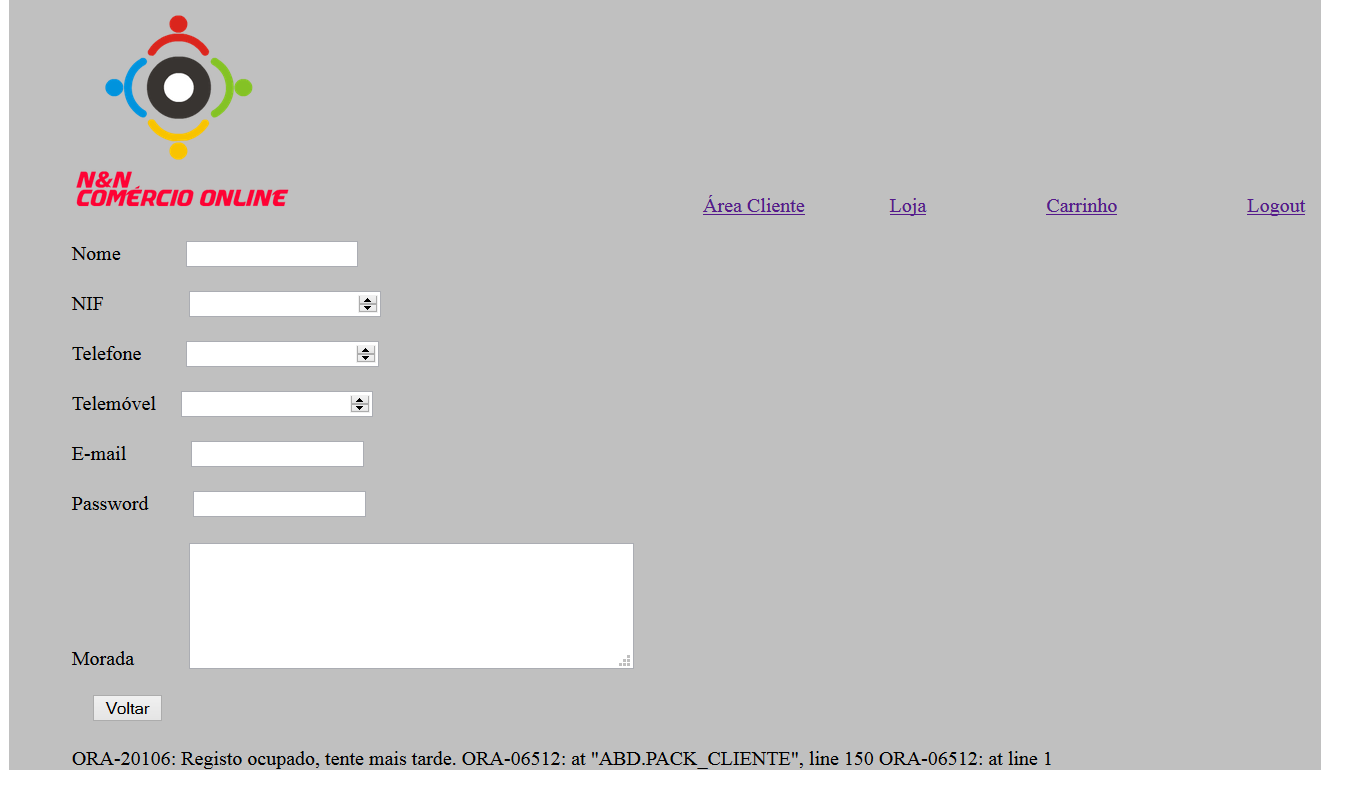 N&N
COMÉRCIO ONLINE
Área Cliente Loja Carrinho Logout
Nome
NIF
Telefone
Telemóvel
E-mail
Password
Morada
Voltar
ORA-20106: Registo ocupado, tente mais tarde. ORA-06512: at "ABD.PACK_CLIENTE", line 150 ORA-06512: at line 1